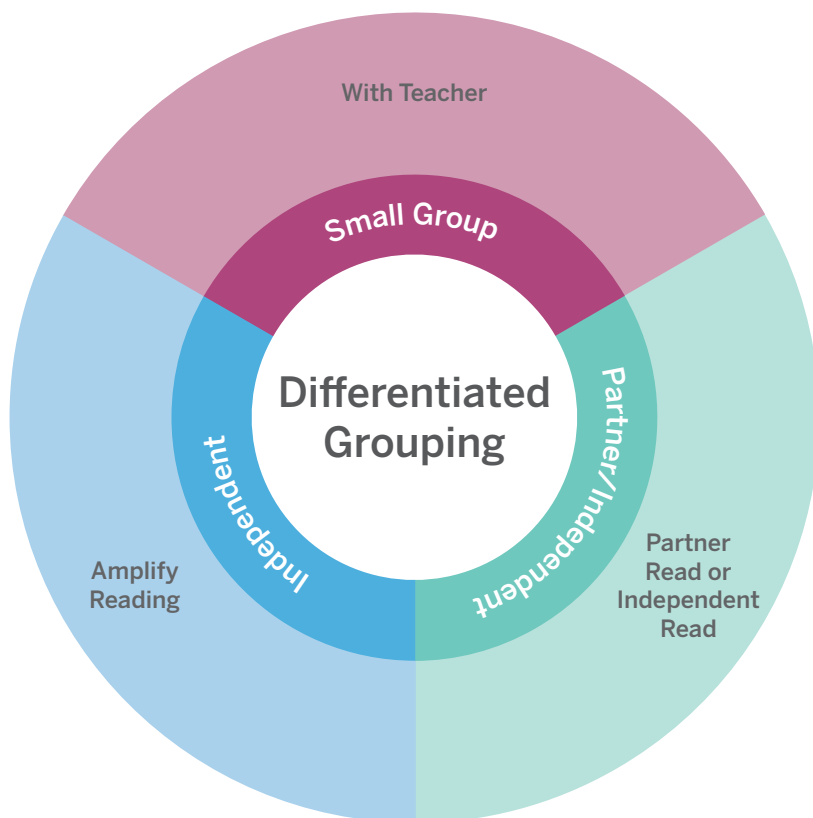 With Teacher
Small Group
Differentiated
Grouping
Partner/Independent
Independent
Partner
Read or
Independent
Read
Amplify
Reading